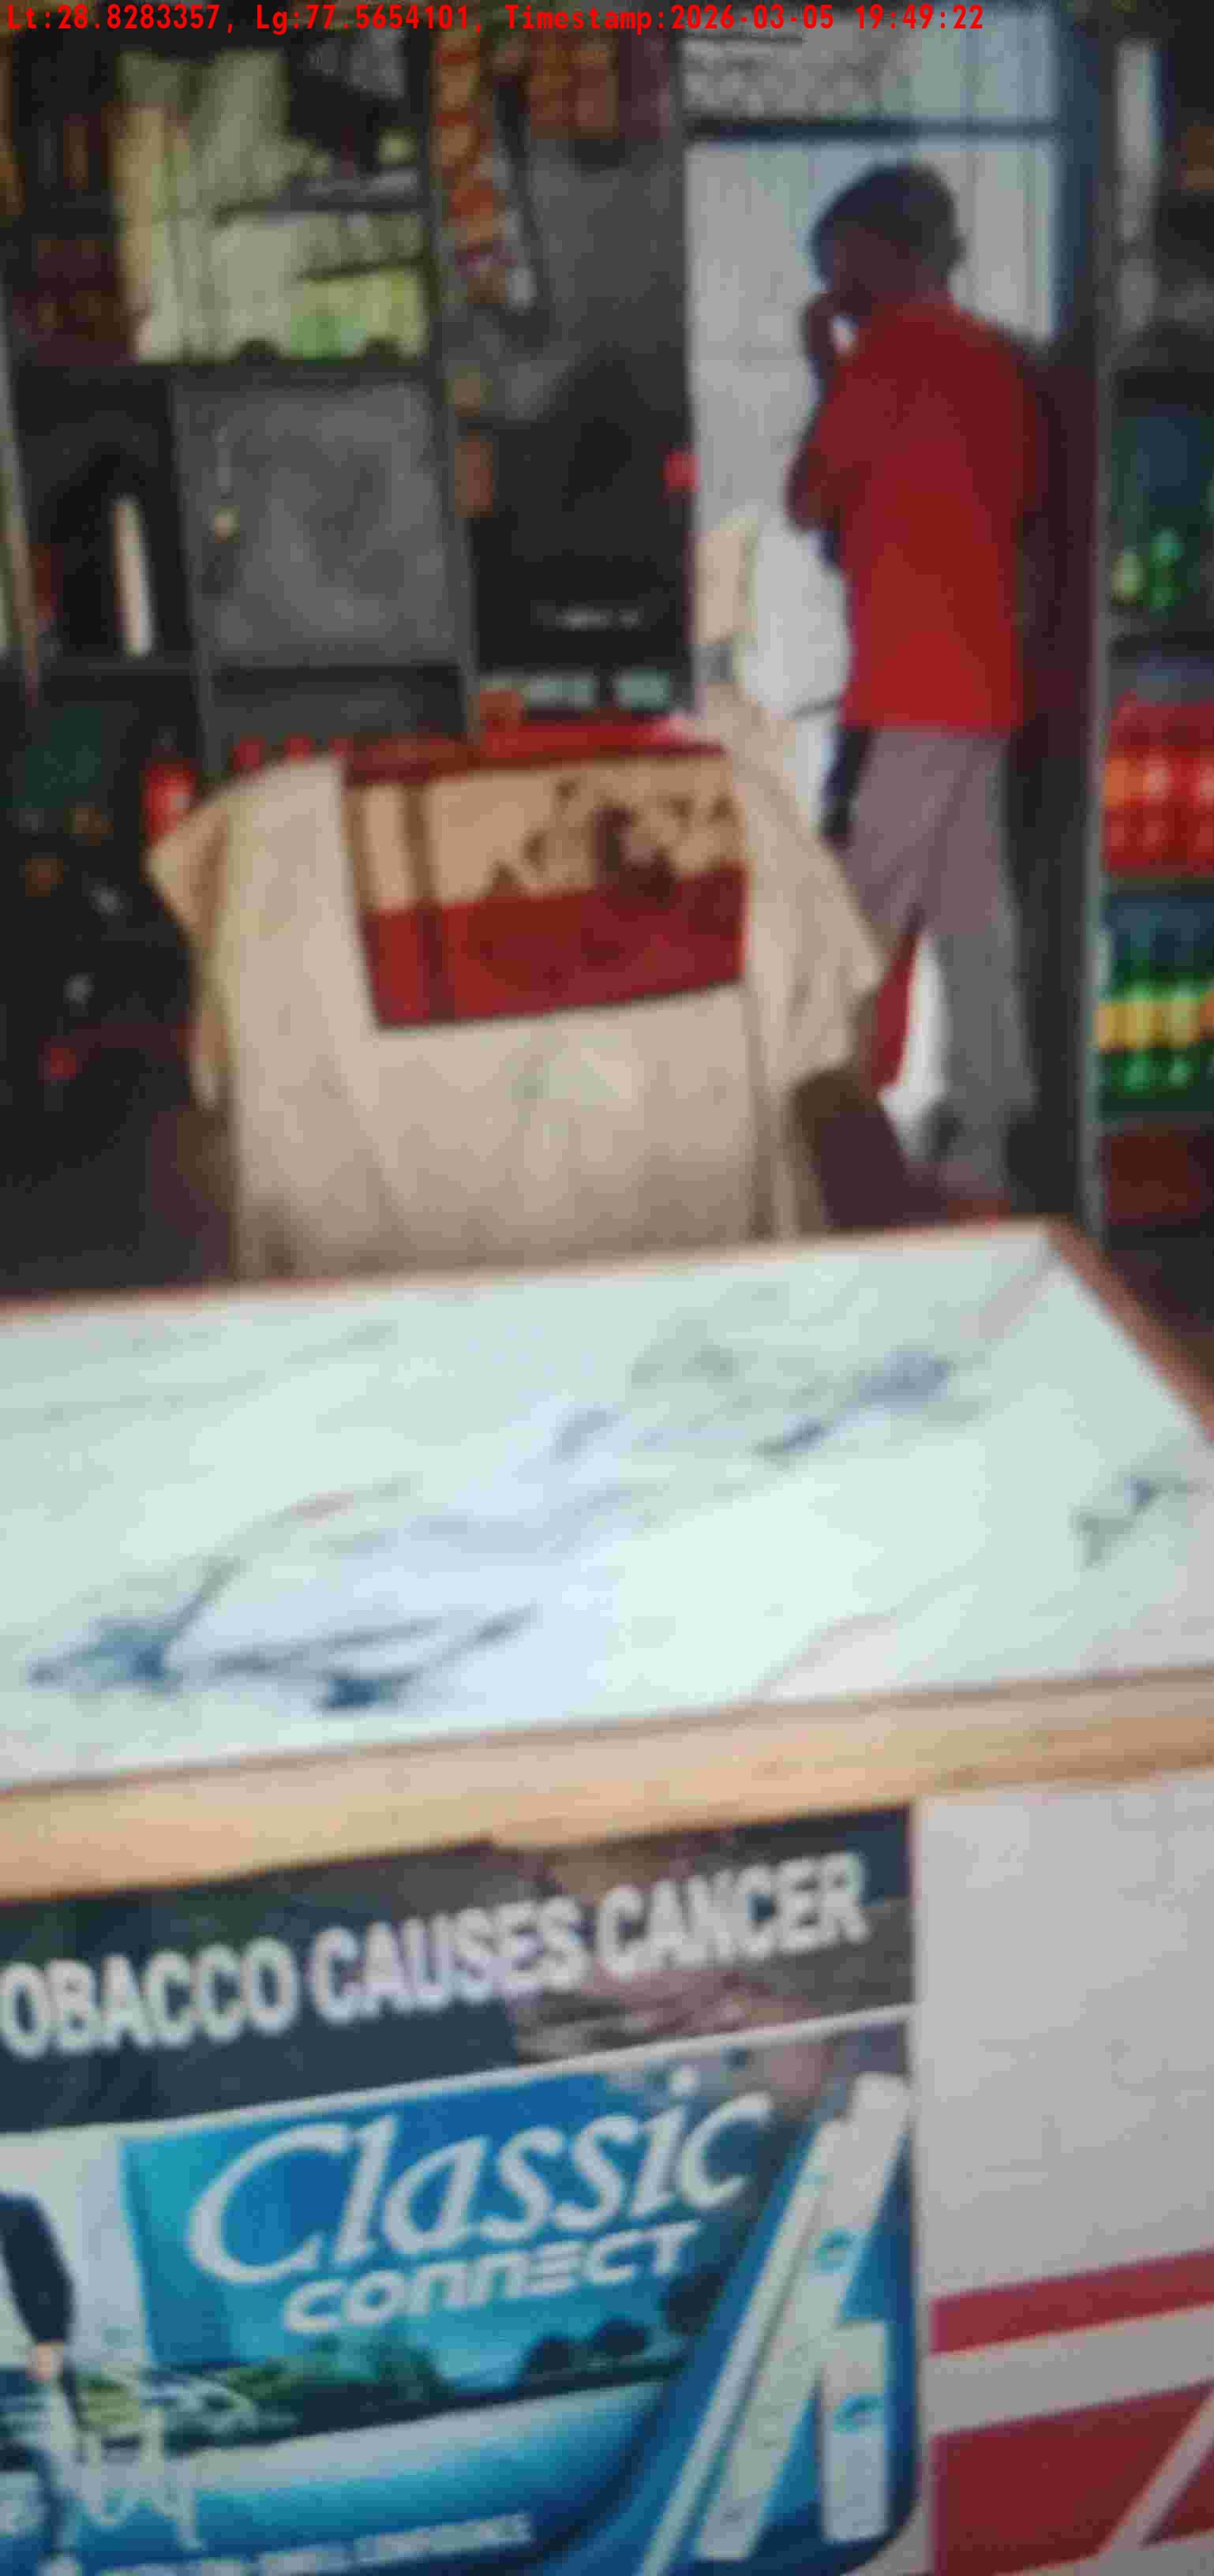 Lt:28.8283357, Lg:77.5654101, Timestamp:2026-03-05 19:49:22
OBACCO CAUSES CANCER
Classic
CONNECT